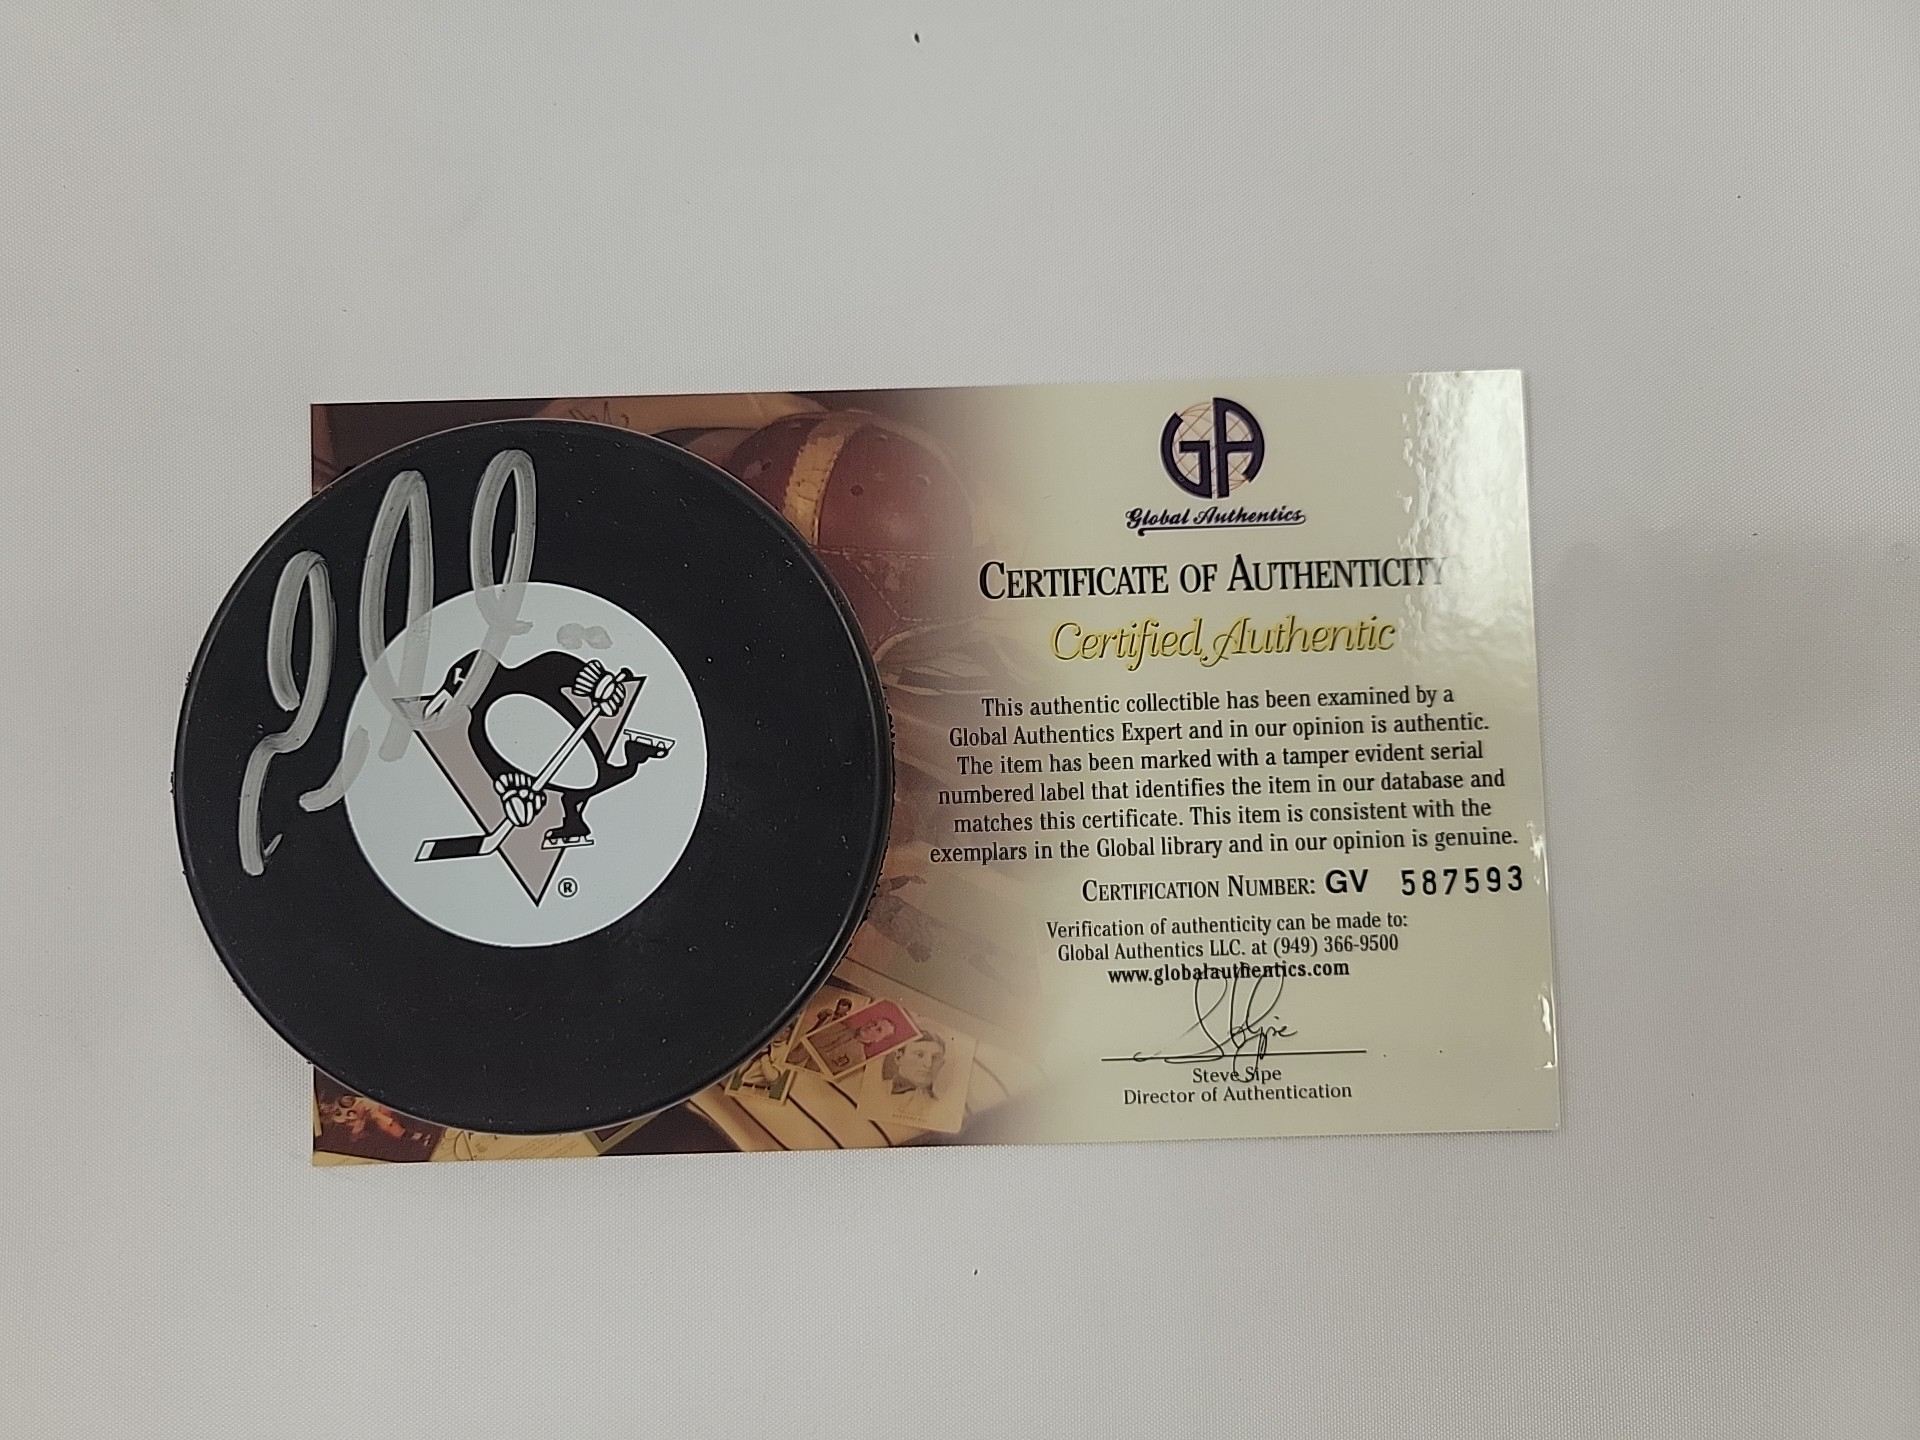 GA
Global Authentics
CERTIFICATE OF AUTHENTICITY
Certified Authentic
This authentic collectible has been examined by a
Global Authentics Expert and in our opinion is authentic.
The item has been marked with a tamper evident serial
numbered label that identifies the item in our database and
matches this certificate. This item is consistent with the
exemplars in the Global library and in our opinion is genuine.
CERTIFICATION NUMBER: GV 587593
Verification of authenticity can be made to:
Global Authentics LLC. at (949) 366-9500
www.globalauthentics.com
Steve Sipe
Director of Authentication
®